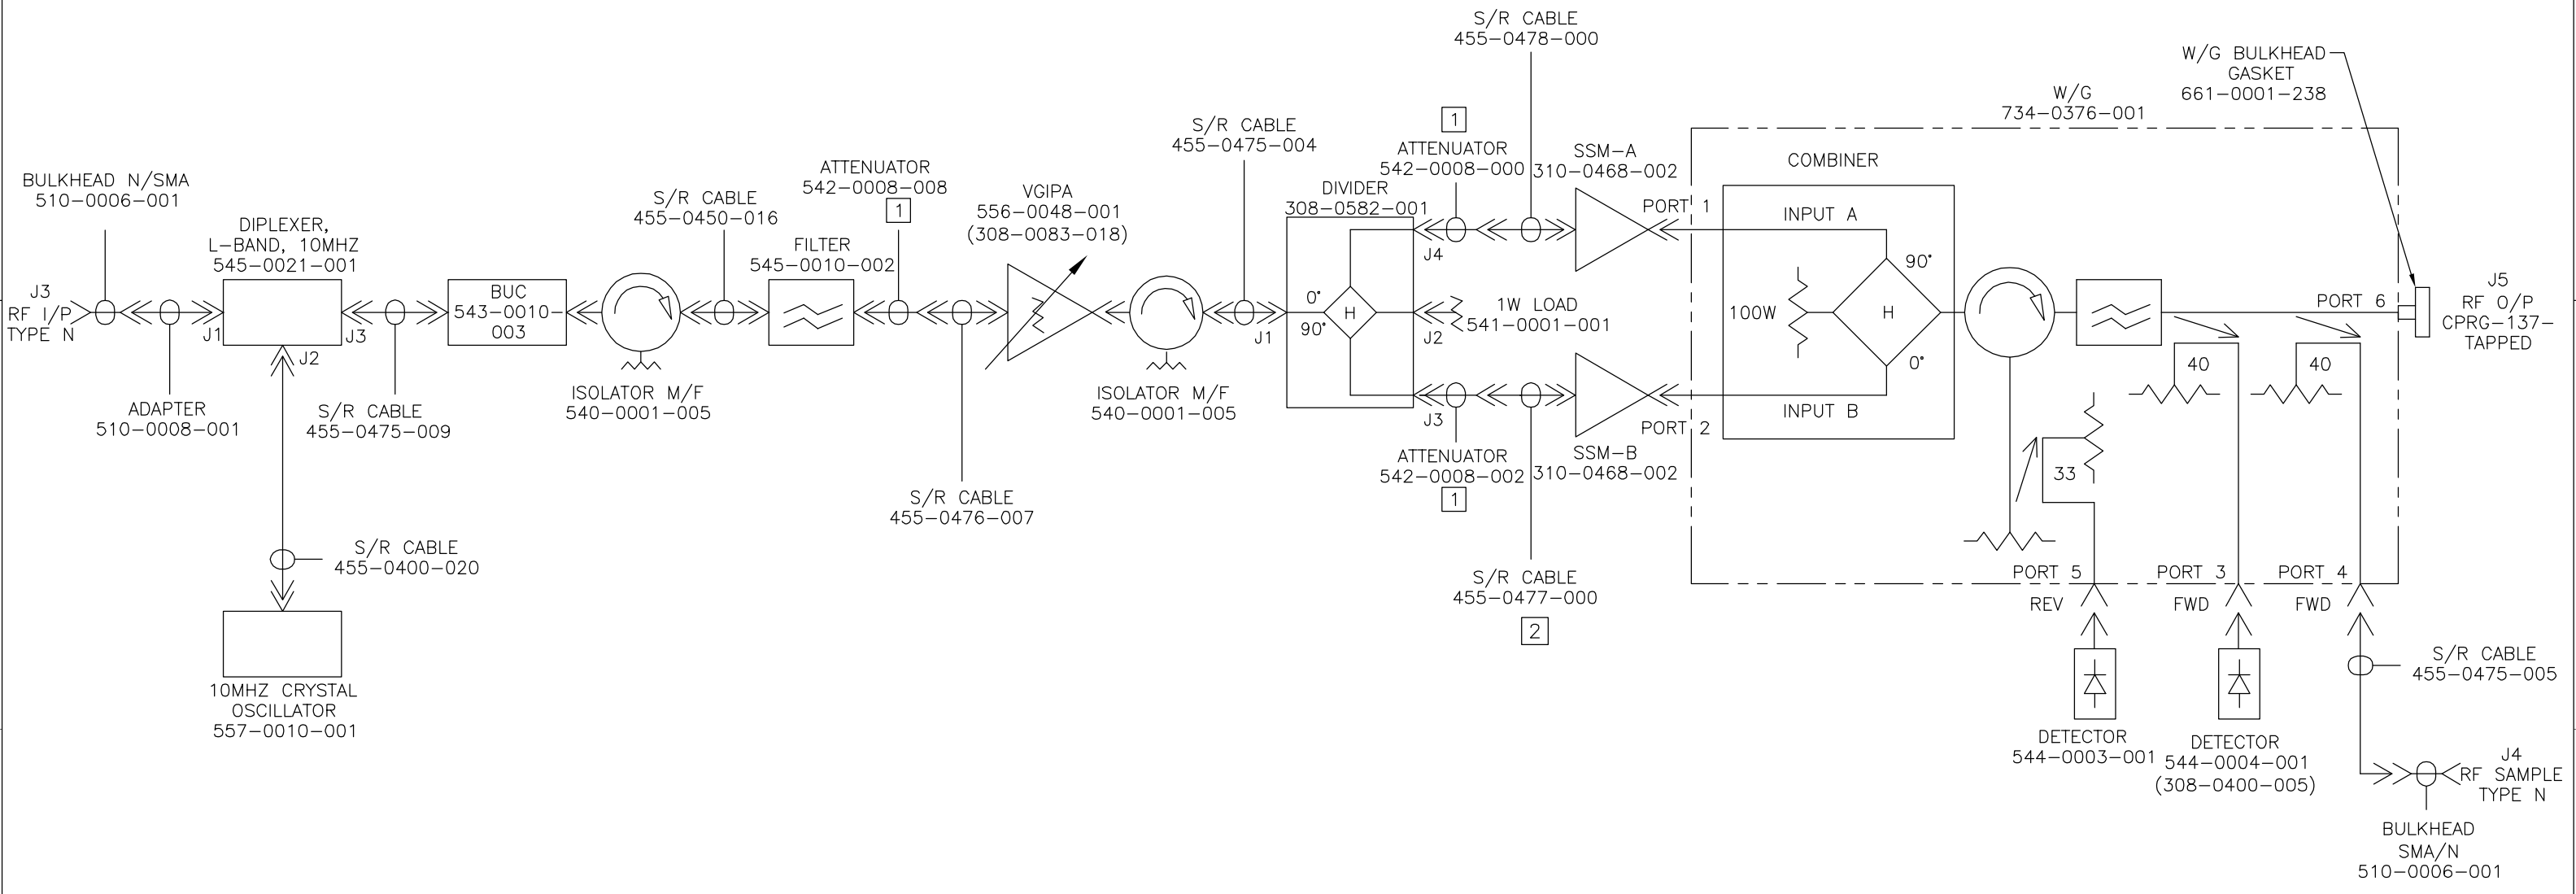 J3
RF I/P
TYPE N
BULKHEAD N/SMA
510-0006-001
ADAPTER
510-0008-001
DIPLEXER,
L-BAND, 10MHZ
545-0021-001
J1
J2
J3
S/R CABLE
455-0400-020
10MHZ CRYSTAL
OSCILLATOR
557-0010-001
S/R CABLE
455-0475-009
BUC
543-0010-
003
ISOLATOR M/F
540-0001-005
S/R CABLE
455-0450-016
FILTER
545-0010-002
ATTENUATOR
542-0008-008
1
S/R CABLE
455-0476-007
VGIPA
556-0048-001
(308-0083-018)
ISOLATOR M/F
540-0001-005
S/R CABLE
455-0475-004
J1
DIVIDER
308-0582-001
0°
90°
H
J4
J2
J3
1W LOAD
541-0001-001
1
ATTENUATOR
542-0008-000
ATTENUATOR
542-0008-002
1
S/R CABLE
455-0478-000
S/R CABLE
455-0477-000
2
SSM-A
310-0468-002
SSM-B
310-0468-002
PORT 1
PORT 2
W/G
734-0376-001
COMBINER
INPUT A
90°
100W
H
0°
INPUT B
33
40
40
PORT 6
W/G BULKHEAD
GASKET
661-0001-238
J5
RF O/P
CPRG-137-
TAPPED
PORT 5
PORT 3
PORT 4
REV
FWD
FWD
DETECTOR
544-0003-001
DETECTOR
544-0004-001
(308-0400-005)
S/R CABLE
455-0475-005
J4
RF SAMPLE
TYPE N
BULKHEAD
SMA/N
510-0006-001